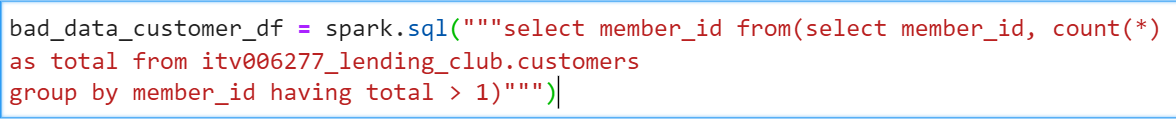 bad_data_customer_df = spark.sql("""select member_id from(select member_id, count(*)
as total from itv006277_lending_club.customers
group by member_id having total > 1)""")